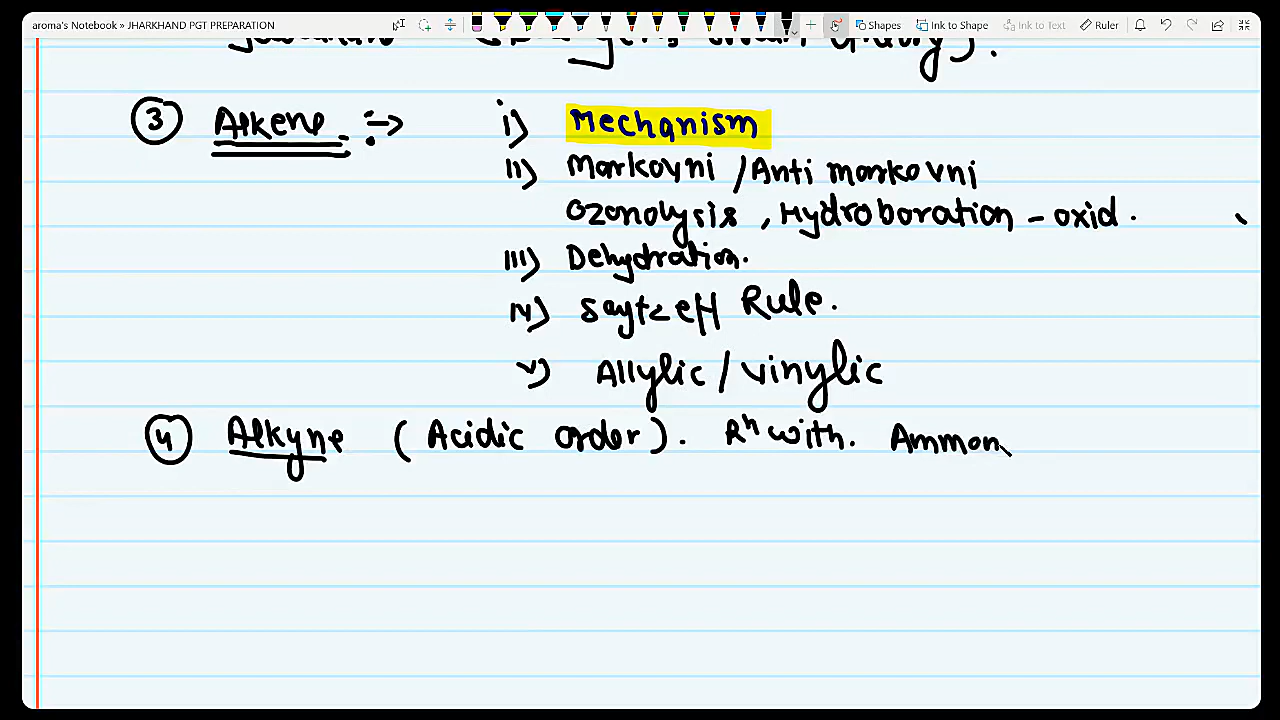 aroma's Notebook » JHARKHAND PGT PREPARATION
Shapes Ink to Shape Ink to Text Ruler
③ Alkene :→ i) Mechanism
ii) Markovni / Anti markovni
Ozonolysis, Hydroboration - oxid.
iii) Dehydration.
iv) Saytzeff Rule.
v) Allylic / vinylic
④ Alkyne (Acidic order). Rⁿ with. Ammon